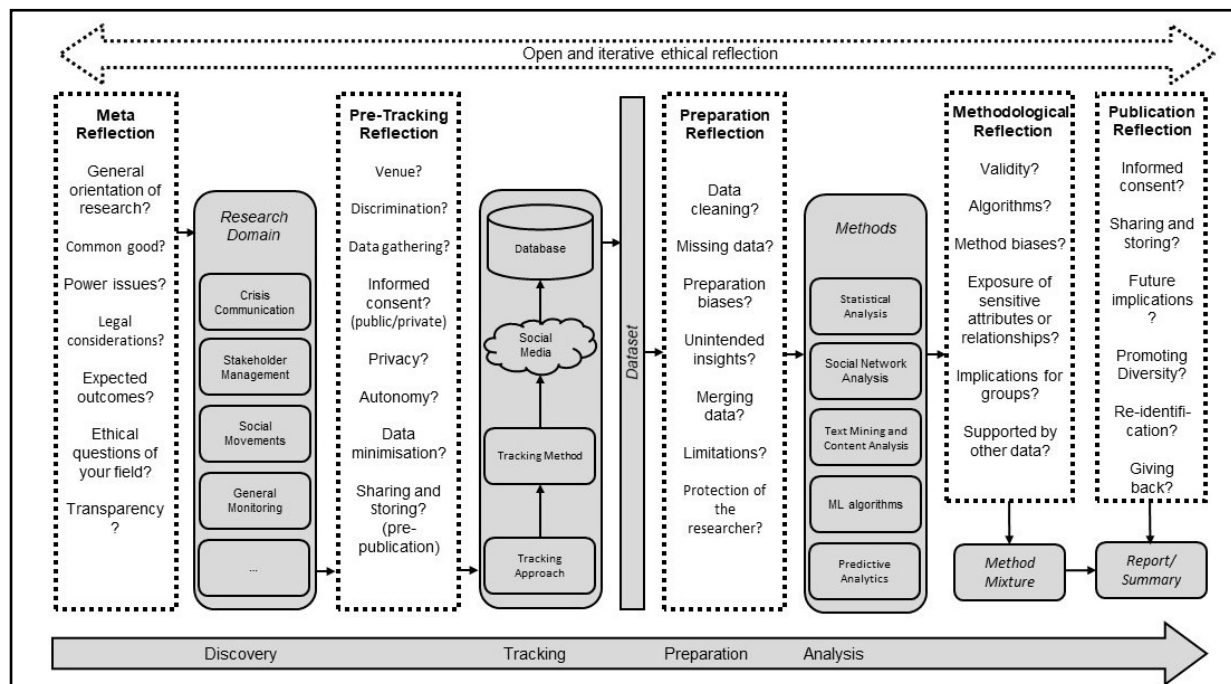 Open and iterative ethical reflection
Meta
Reflection
General
orientation of
research?
Common good?
Power issues?
Legal
considerations?
Expected
outcomes?
Ethical
questions of
your field?
Transparency
?
Research
Domain
Crisis
Communication
Stakeholder
Management
Social
Movements
General
Monitoring
...
Pre-Tracking
Reflection
Venue?
Discrimination?
Data gathering?
Informed
consent?
(public/private)
Privacy?
Autonomy?
Data
minimisation?
Sharing and
Storing?
(pre-
publication)
Database
Social
Media
Tracking Method
Tracking
Approach
Dataset
Preparation
Reflection
Data
cleaning?
Missing data?
Preparation
biases?
Unintended
insights?
Merging
data?
Limitations?
Protection of
the
researcher?
Methods
Statistical
Analysis
Social Network
Analysis
Text Mining and
Content Analysis
ML algorithms
Predictive
Analytics
Methodological
Reflection
Validity?
Algorithms?
Method biases?
Exposure of
sensitive
attributes or
relationships?
Implications for
groups?
Supported by
other data?
Method
Mixture
Publication
Reflection
Informed
consent?
Sharing and
storing?
Future
implications
?
Promoting
Diversity?
Re-identifi-
cation?
Giving
back?
Report/
Summary
Discovery
Tracking
Preparation
Analysis